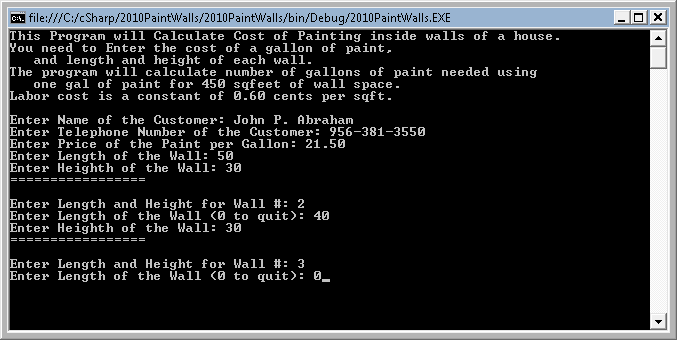 file:///C:/cSharp/2010PaintWalls/2010PaintWalls/bin/Debug/2010PaintWalls.EXE
This Program will Calculate Cost of Painting inside walls of a house.
You need to Enter the cost of a gallon of paint,
and length and height of each wall.
The program will calculate number of gallons of paint needed using
one gal of paint for 450 sqfeet of wall space.
Labor cost is a constant of 0.60 cents per sqft.
Enter Name of the Customer: John P. Abraham
Enter Telephone Number of the Customer: 956-381-3550
Enter Price of the Paint per Gallon: 21.50
Enter Length of the Wall: 50
Enter Heighth of the Wall: 30
=================
Enter Length and Height for Wall #: 2
Enter Length of the Wall (0 to quit): 40
Enter Heighth of the Wall: 30
=================
Enter Length and Height for Wall #: 3
Enter Length of the Wall (0 to quit): 0_